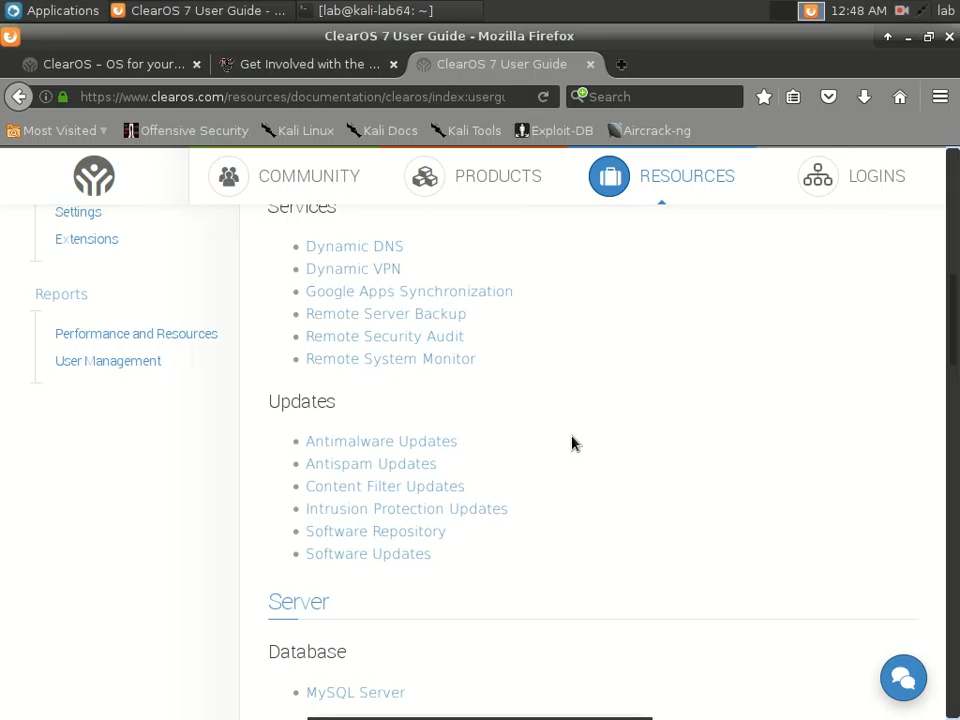 Applications
ClearOS 7 User Guide - ...
[lab@kali-lab64: ~]
12:48 AM
lab
ClearOS 7 User Guide - Mozilla Firefox
ClearOS – OS for your...
Get Involved with the ...
ClearOS 7 User Guide
https://www.clearos.com/resources/documentation/clearos/index:usergu
Search
Most Visited
Offensive Security
Kali Linux
Kali Docs
Kali Tools
Exploit-DB
Aircrack-ng
COMMUNITY
PRODUCTS
RESOURCES
LOGINS
Settings
Extensions
Reports
Performance and Resources
User Management
Services
Dynamic DNS
Dynamic VPN
Google Apps Synchronization
Remote Server Backup
Remote Security Audit
Remote System Monitor
Updates
Antimalware Updates
Antispam Updates
Content Filter Updates
Intrusion Protection Updates
Software Repository
Software Updates
Server
Database
MySQL Server